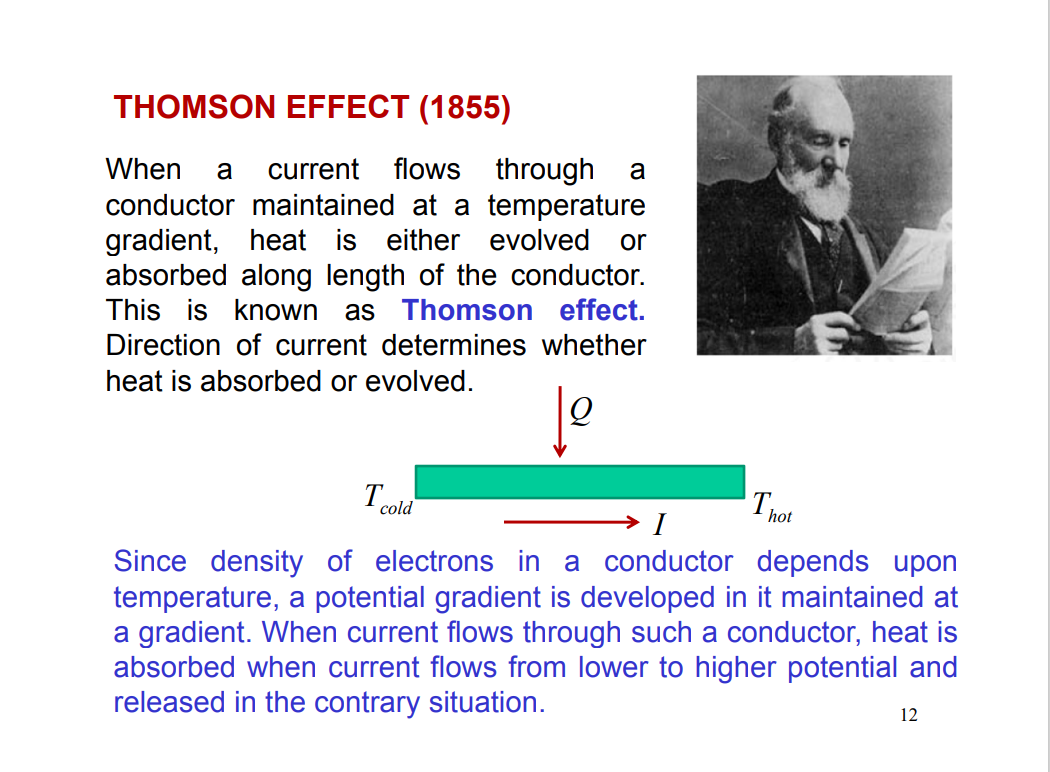 THOMSON EFFECT (1855)
When a current flows through a
conductor maintained at a temperature
gradient, heat is either evolved or
absorbed along length of the conductor.
This is known as Thomson effect.
Direction of current determines whether
heat is absorbed or evolved.
Q
T_cold
T_hot
I
Since density of electrons in a conductor depends upon
temperature, a potential gradient is developed in it maintained at
a gradient. When current flows through such a conductor, heat is
absorbed when current flows from lower to higher potential and
released in the contrary situation.
12